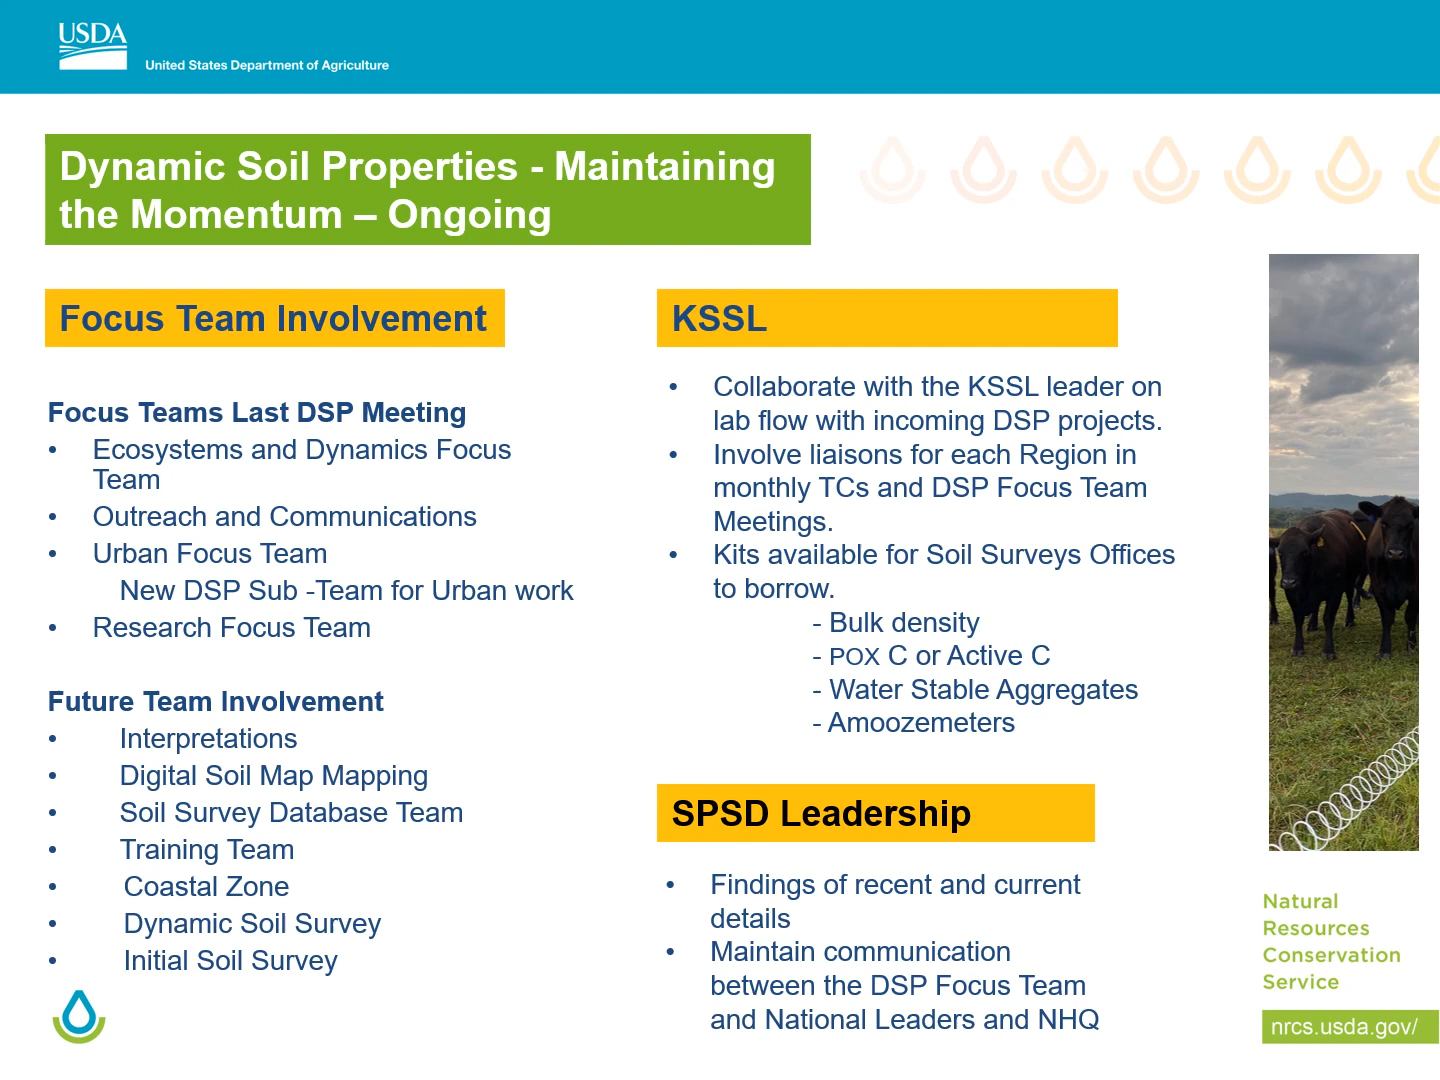 USDA
United States Department of Agriculture
Dynamic Soil Properties - Maintaining
the Momentum – Ongoing
Focus Team Involvement
Focus Teams Last DSP Meeting
• Ecosystems and Dynamics Focus
Team
• Outreach and Communications
• Urban Focus Team
New DSP Sub -Team for Urban work
• Research Focus Team
Future Team Involvement
• Interpretations
• Digital Soil Map Mapping
• Soil Survey Database Team
• Training Team
• Coastal Zone
• Dynamic Soil Survey
• Initial Soil Survey
KSSL
• Collaborate with the KSSL leader on
lab flow with incoming DSP projects.
• Involve liaisons for each Region in
monthly TCs and DSP Focus Team
Meetings.
• Kits available for Soil Surveys Offices
to borrow.
- Bulk density
- POX C or Active C
- Water Stable Aggregates
- Amoozemeters
SPSD Leadership
• Findings of recent and current
details
• Maintain communication
between the DSP Focus Team
and National Leaders and NHQ
Natural
Resources
Conservation
Service
nrcs.usda.gov/